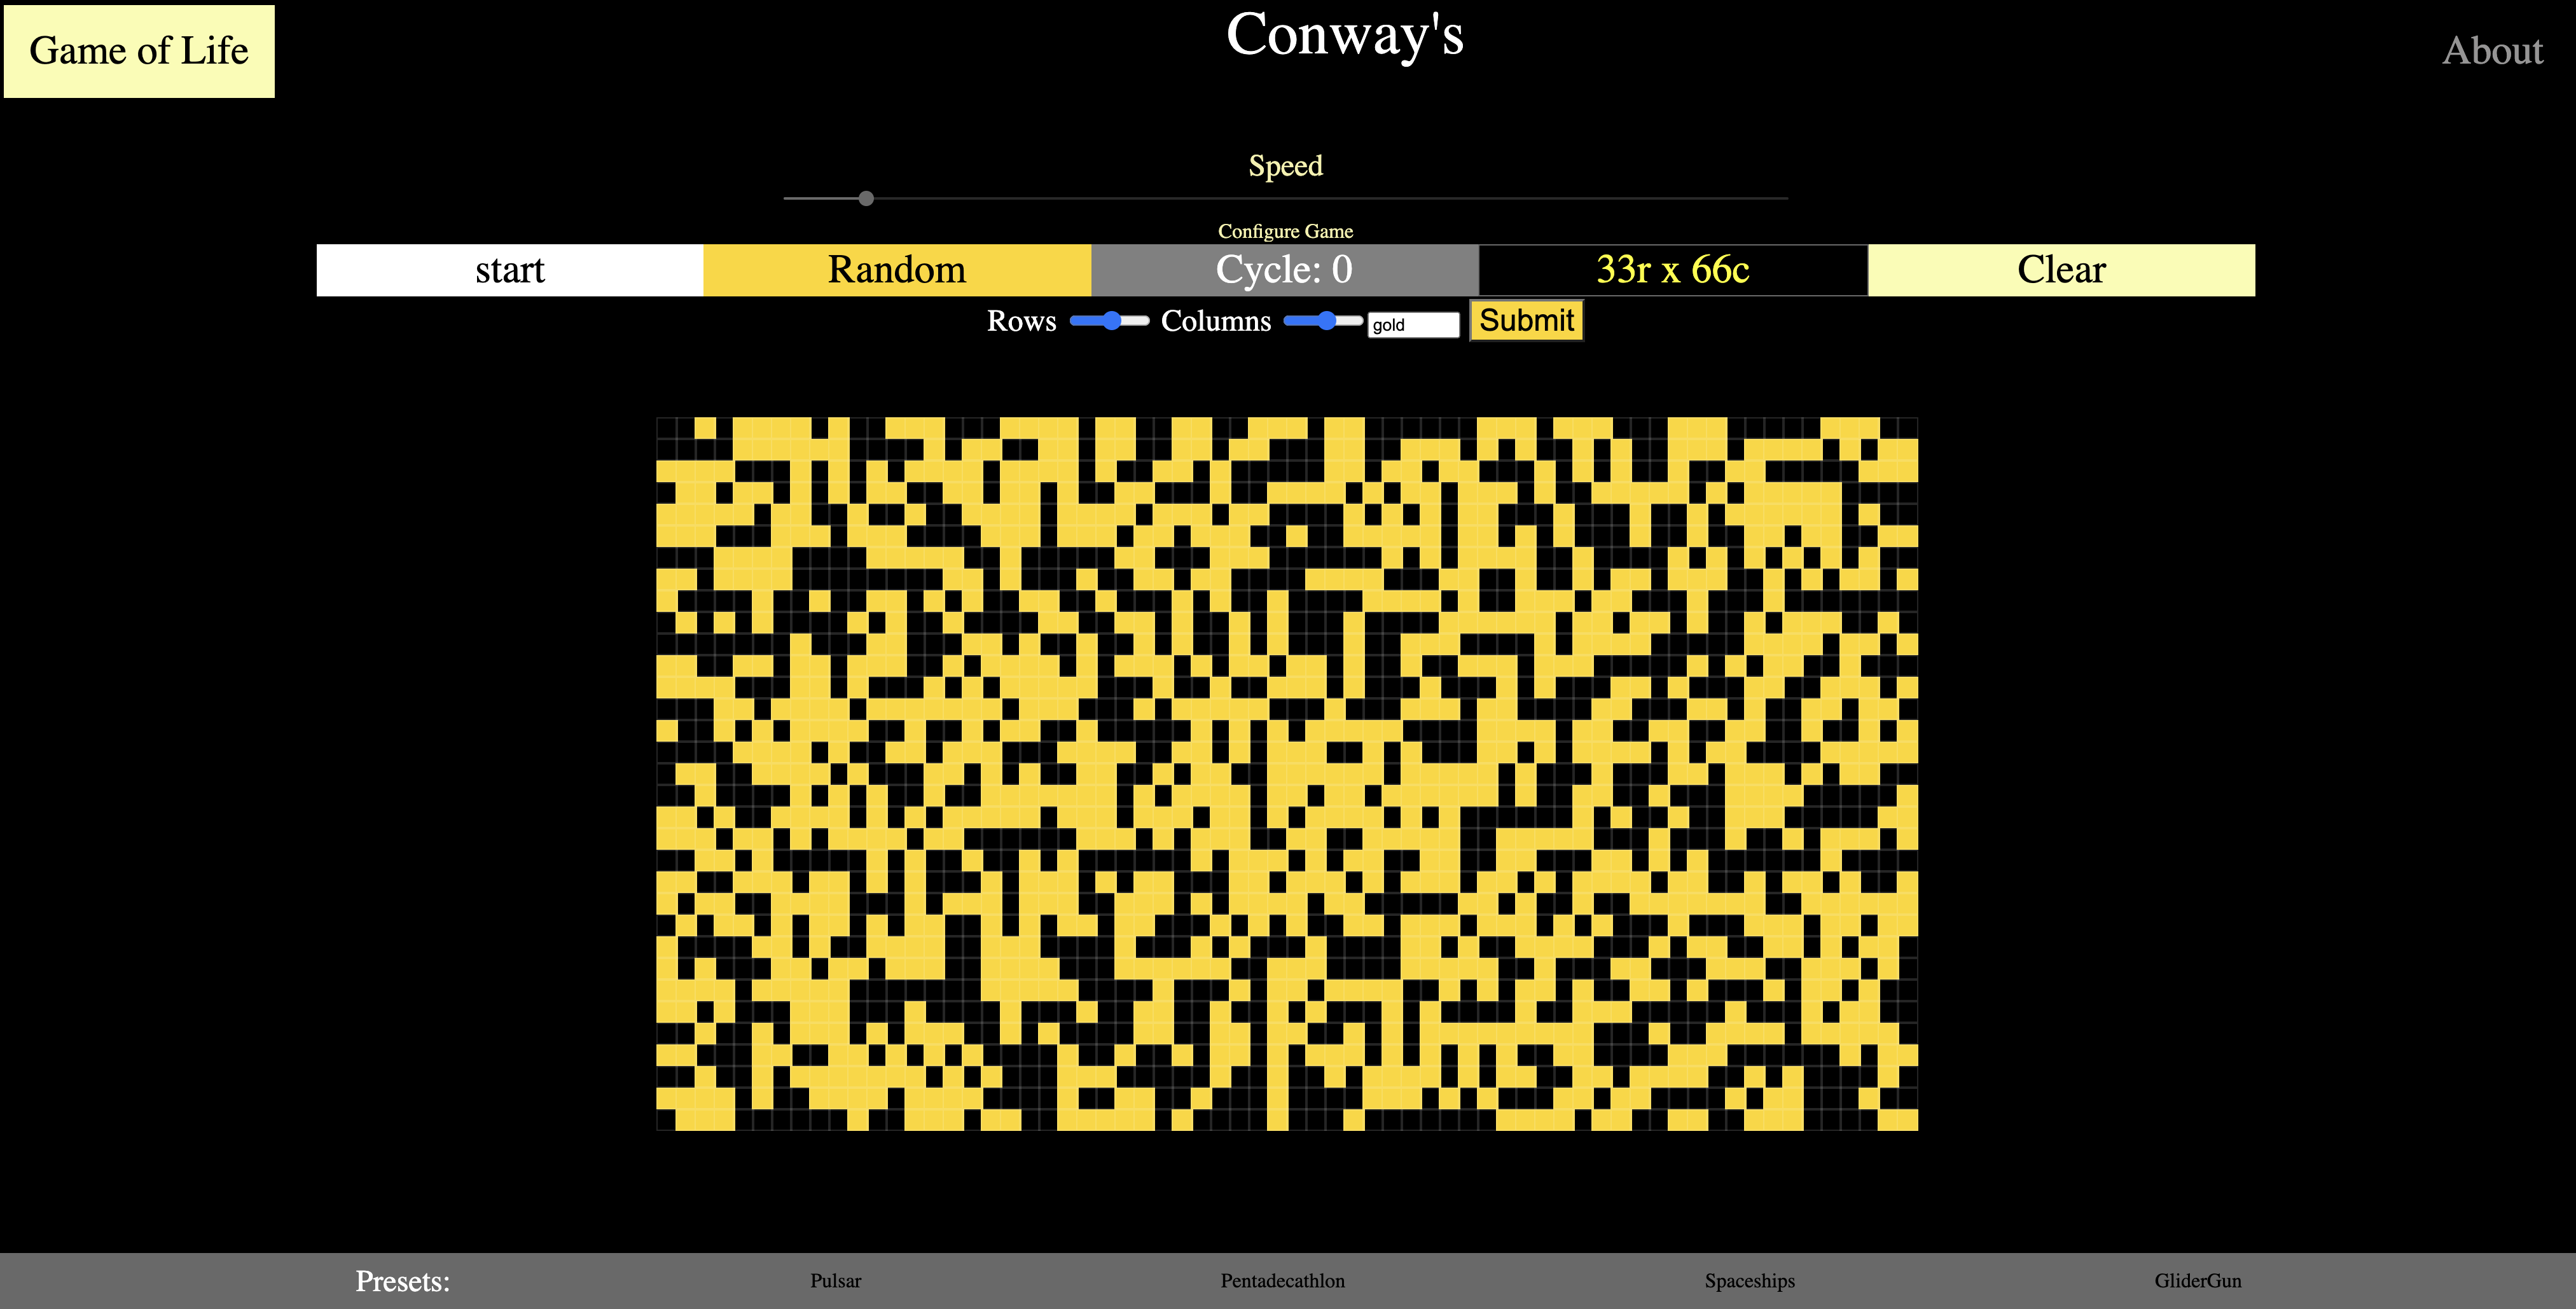 Game of Life
Conway's
About
Speed
Configure Game
start
Random
Cycle: 0
33r x 66c
Clear
Rows
Columns
gold
Submit
Presets:
Pulsar
Pentadecathlon
Spaceships
GliderGun